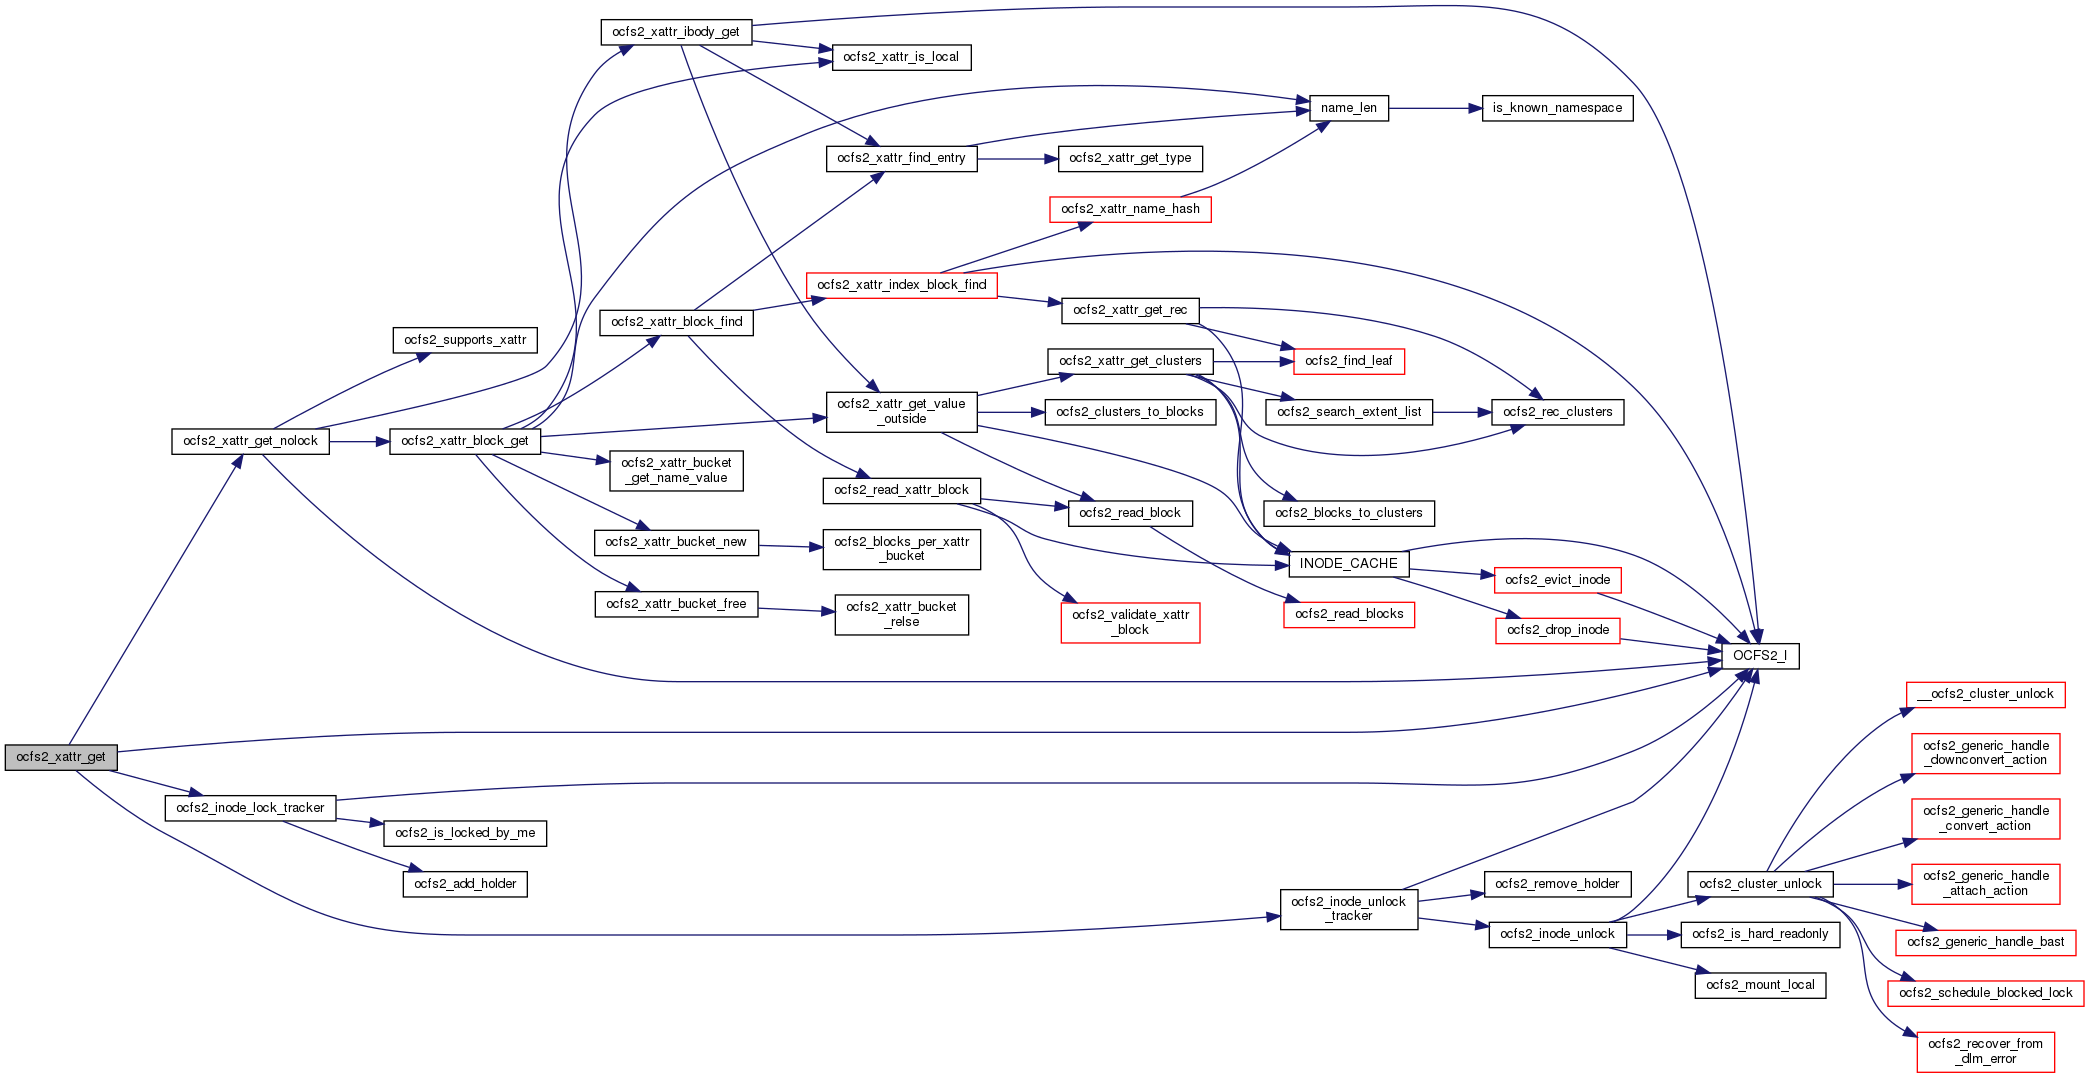 ocfs2_xattr_ibody_get
ocfs2_xattr_is_local
name_len
is_known_namespace
ocfs2_xattr_find_entry
ocfs2_xattr_get_type
ocfs2_xattr_name_hash
ocfs2_xattr_index_block_find
ocfs2_xattr_get_rec
ocfs2_xattr_block_find
ocfs2_supports_xattr
ocfs2_xattr_get_clusters
ocfs2_find_leaf
ocfs2_xattr_get_value
_outside
ocfs2_clusters_to_blocks
ocfs2_search_extent_list
ocfs2_rec_clusters
ocfs2_xattr_get_nolock
ocfs2_xattr_block_get
ocfs2_xattr_bucket
_get_name_value
ocfs2_read_xattr_block
ocfs2_read_block
ocfs2_blocks_to_clusters
ocfs2_xattr_bucket_new
ocfs2_blocks_per_xattr
_bucket
INODE_CACHE
ocfs2_evict_inode
ocfs2_xattr_bucket_free
ocfs2_xattr_bucket
_relse
ocfs2_validate_xattr
_block
ocfs2_read_blocks
ocfs2_drop_inode
OCFS2_I
__ocfs2_cluster_unlock
ocfs2_xattr_get
ocfs2_generic_handle
_downconvert_action
ocfs2_inode_lock_tracker
ocfs2_is_locked_by_me
ocfs2_generic_handle
_convert_action
ocfs2_add_holder
ocfs2_remove_holder
ocfs2_cluster_unlock
ocfs2_generic_handle
_attach_action
ocfs2_inode_unlock
_tracker
ocfs2_inode_unlock
ocfs2_is_hard_readonly
ocfs2_generic_handle_bast
ocfs2_mount_local
ocfs2_schedule_blocked_lock
ocfs2_recover_from
_dlm_error